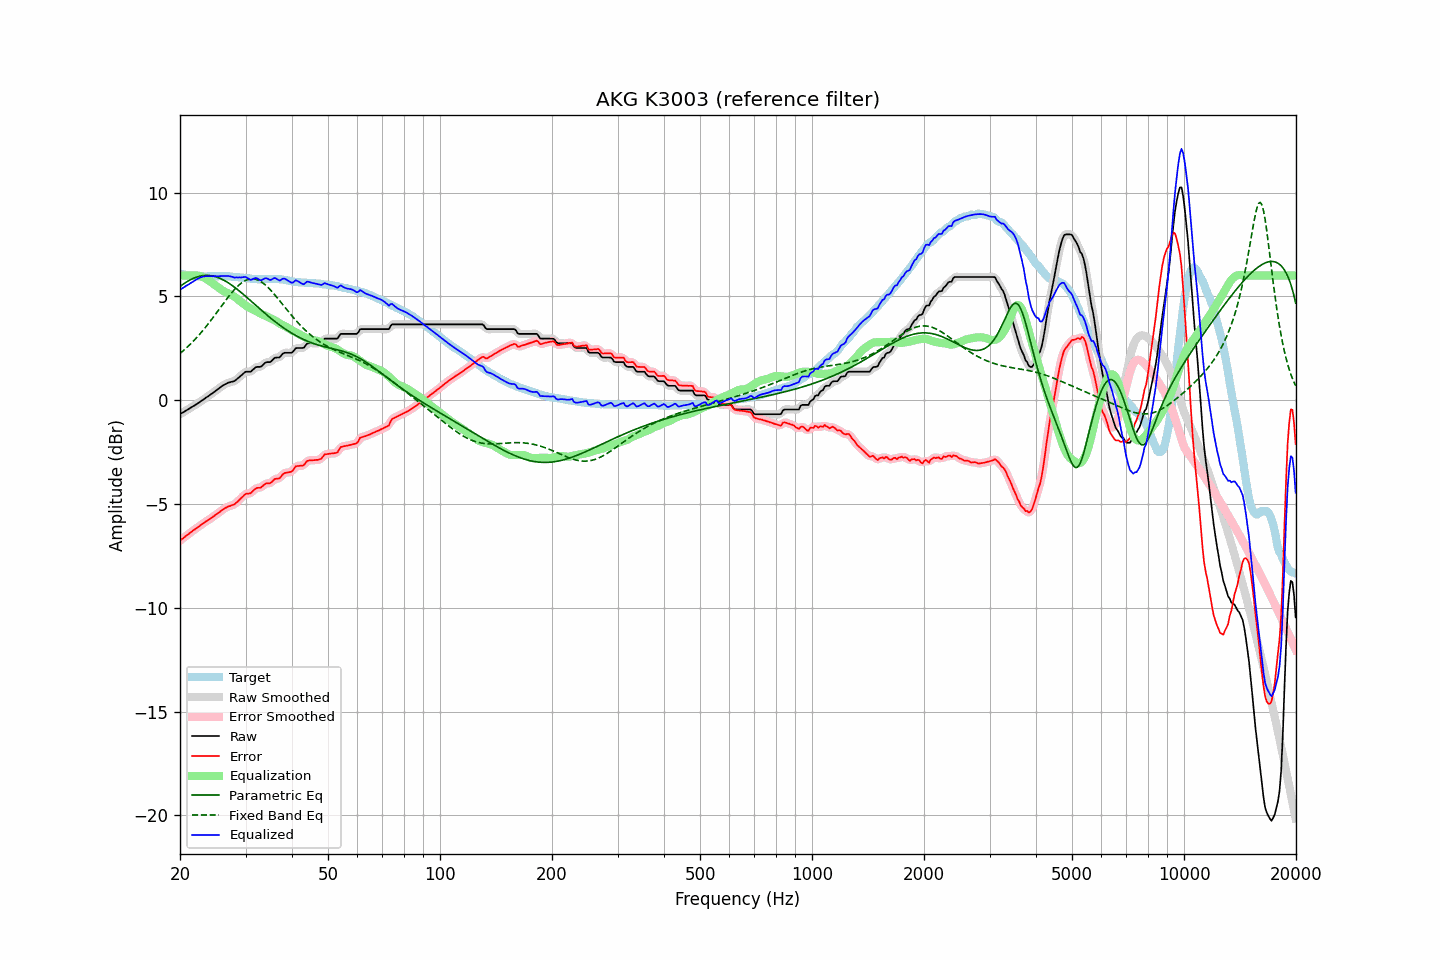 AKG K3003 (reference filter)
Amplitude (dBr)
10
5
0
−5
−10
−15
−20
Target
Raw Smoothed
Error Smoothed
Raw
Error
Equalization
Parametric Eq
Fixed Band Eq
Equalized
20 50 100 200 500 1000 2000 5000 10000 20000
Frequency (Hz)